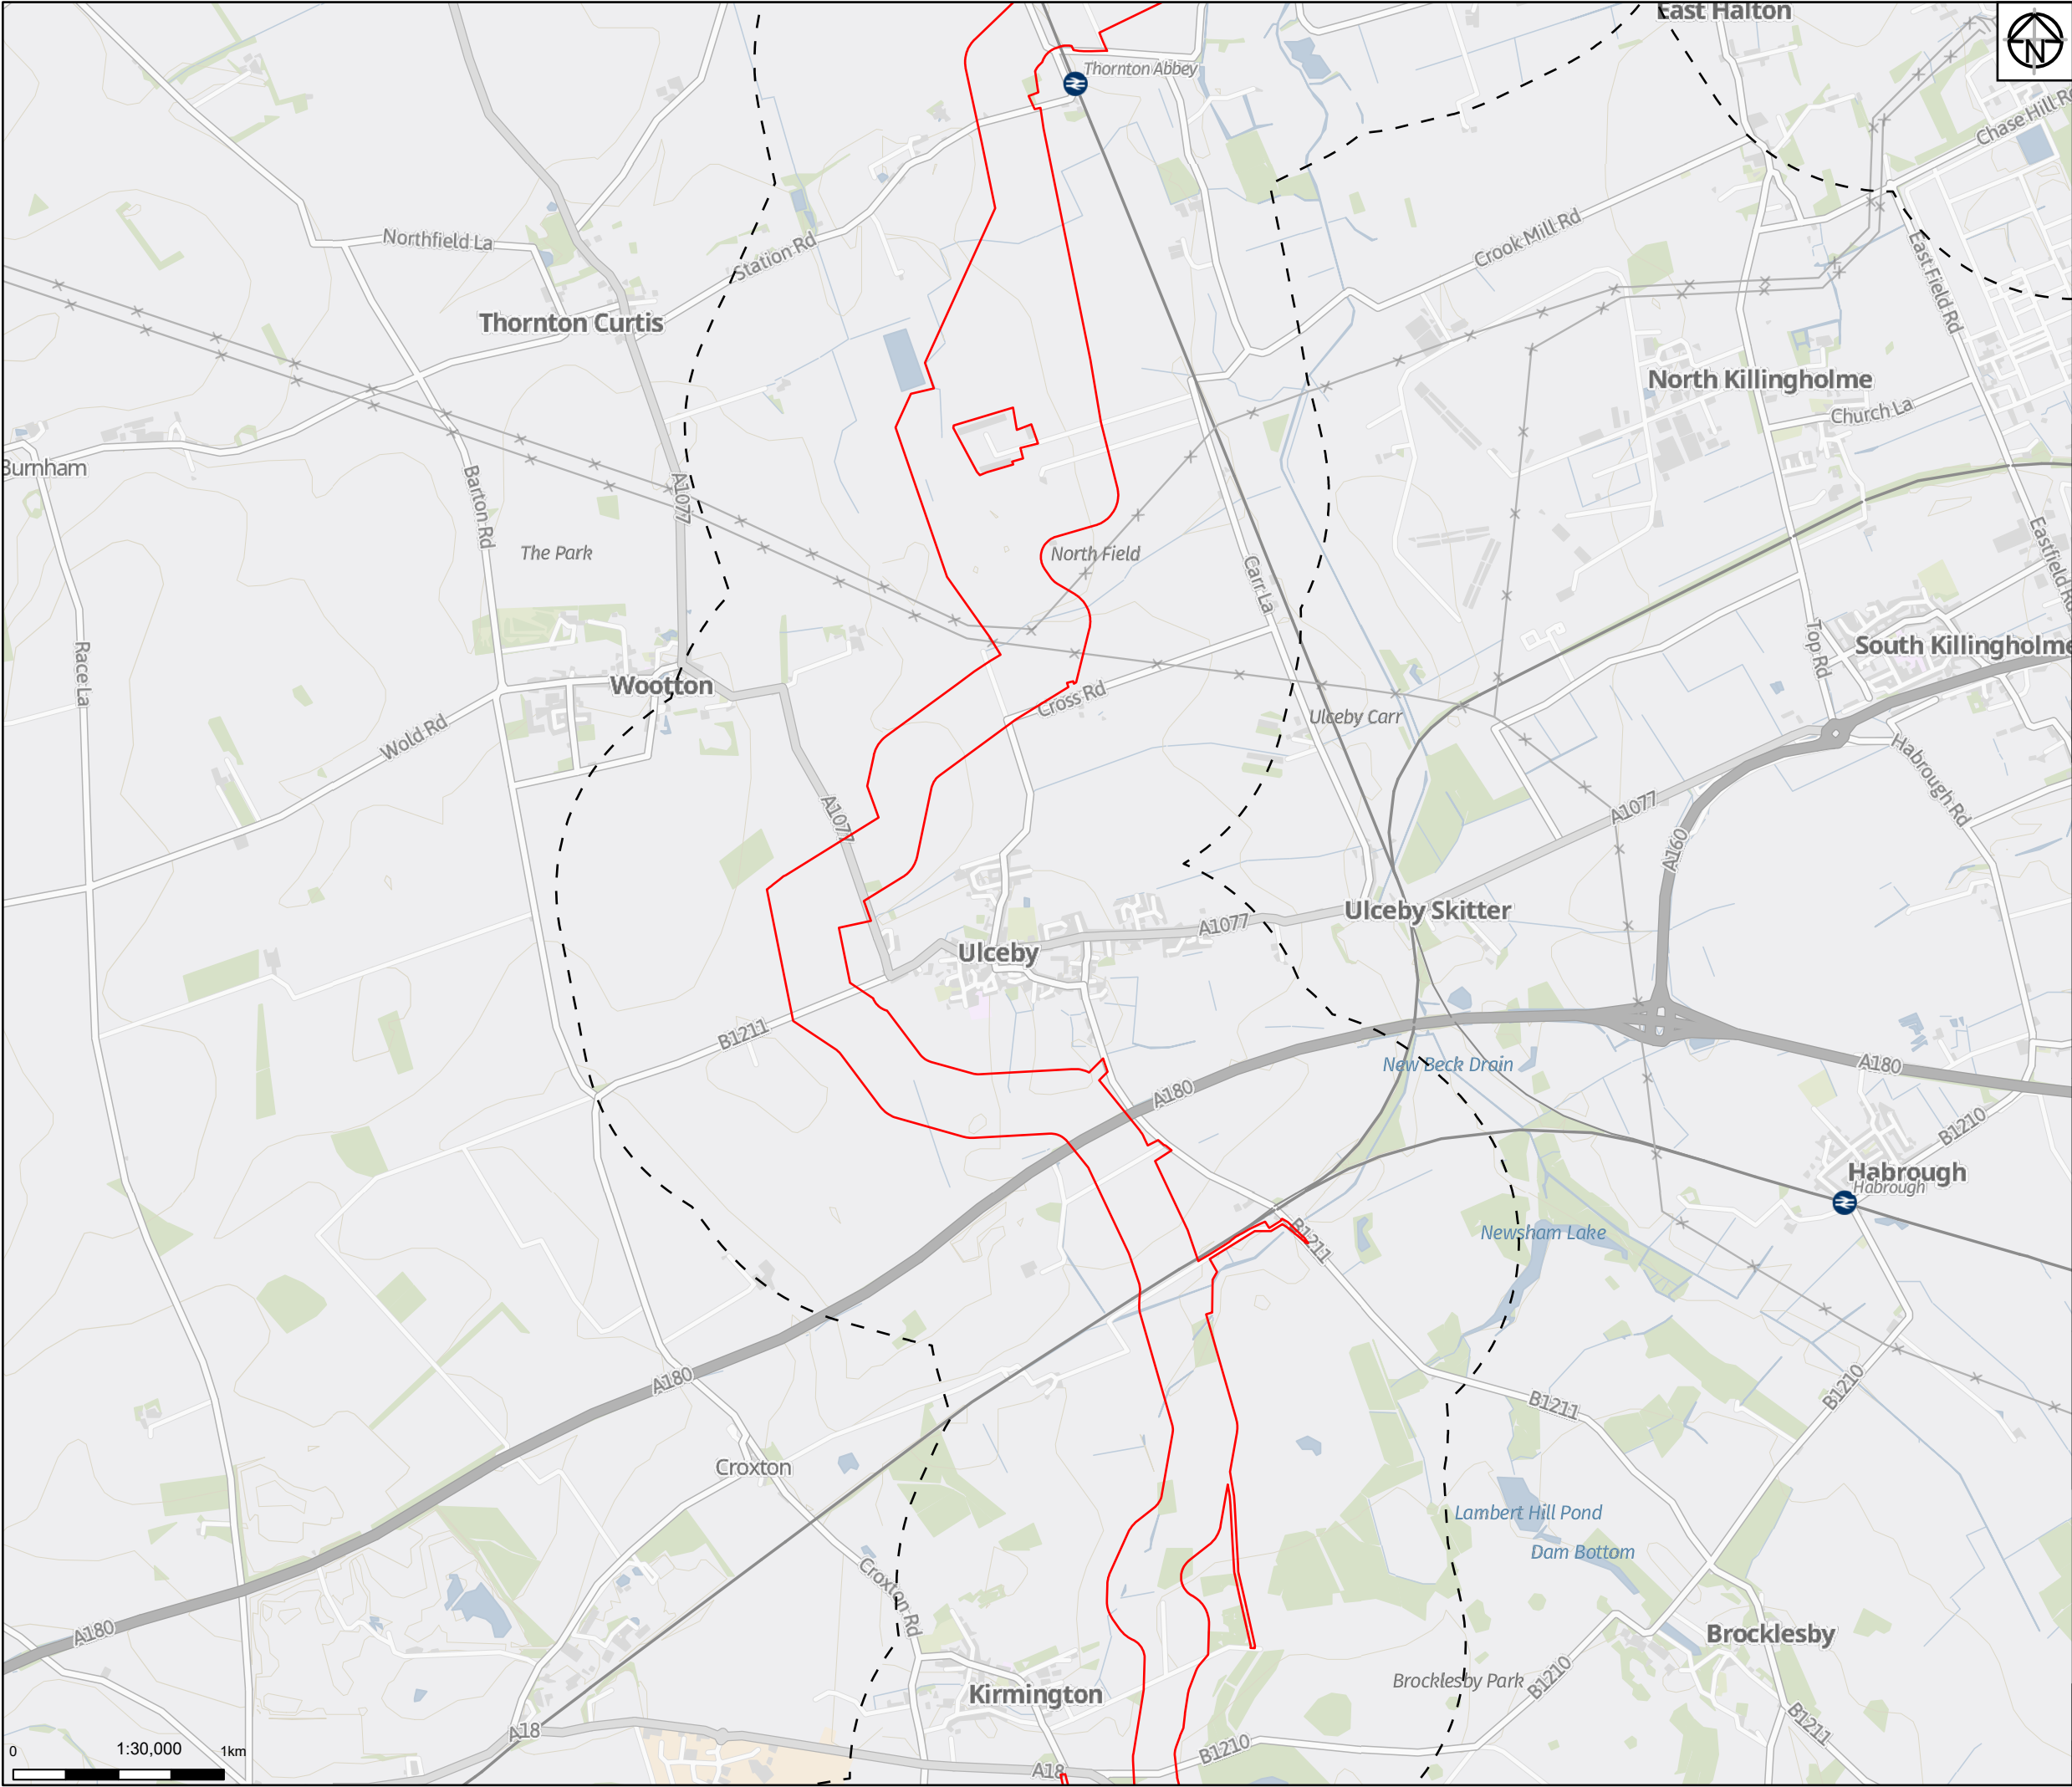 East Halton
N
Thornton Abbey
Chase Hill Rd
Northfield La
Station Rd
Crook Mill Rd
East Field Rd
Thornton Curtis
North Killingholme
Church La
Burnham
Barton Rd
A1077
The Park
North Field
Carr La
Eastfield Rd
Race La
Wootton
Cross Rd
Ulceby Carr
Top Rd
South Killingholme
Wold Rd
Habrough Rd
A1077
A1077
A160
Ulceby
A1077
Ulceby Skitter
B1211
A180
New Beck Drain
A180
B1210
Habrough
Habrough
B1211
Newsham Lake
A180
B1211
B1210
Croxton
Lambert Hill Pond
Dam Bottom
Croxton Rd
A180
Brocklesby
Brocklesby Park
B1210
Kirmington
B1211
A18
B1210
A18
0 1:30,000 1km